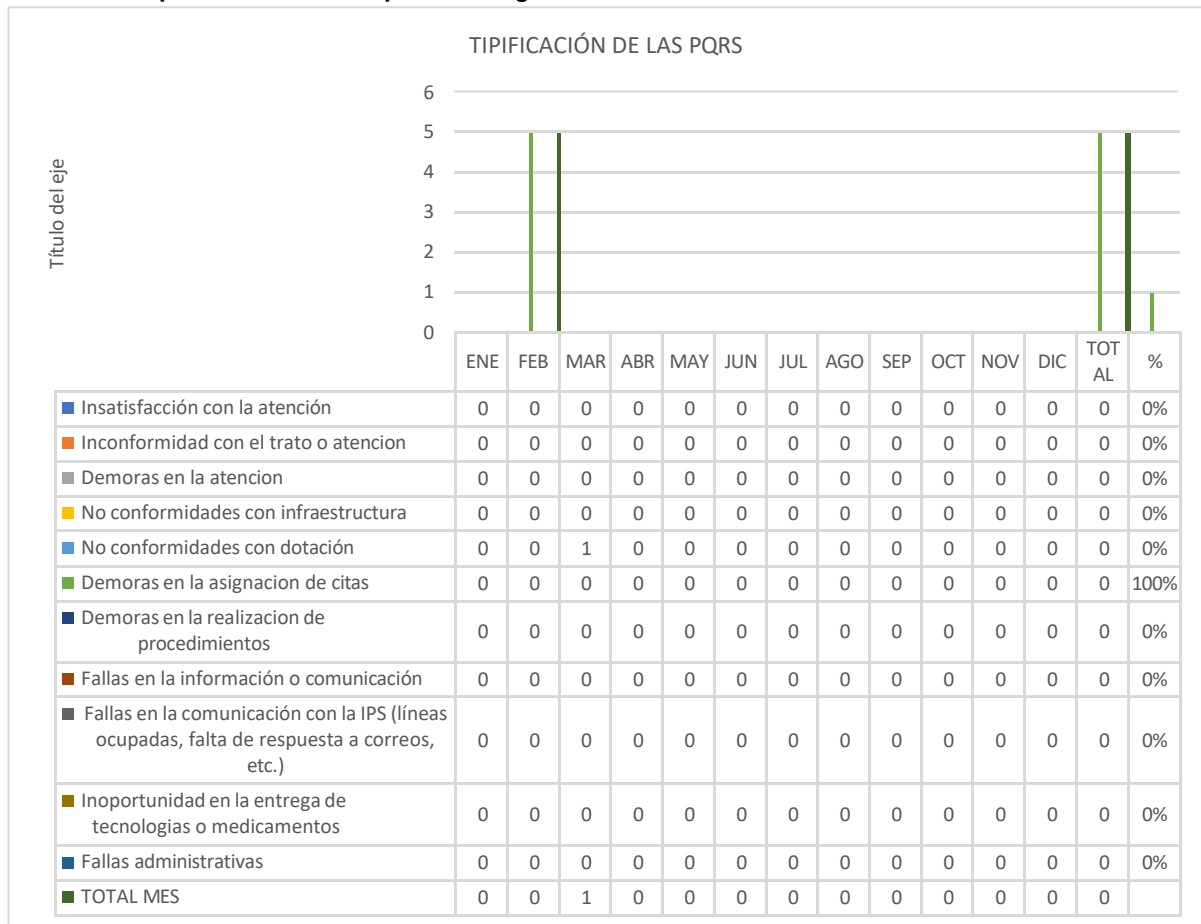 TIPIFICACIÓN DE LAS PQRS
Título del eje
6
5
4
3
2
1
0
ENE FEB MAR ABR MAY JUN JUL AGO SEP OCT NOV DIC TOT AL %
Insatisfacción con la atención 0 0 0 0 0 0 0 0 0 0 0 0 0 0%
Inconformidad con el trato o atencion 0 0 0 0 0 0 0 0 0 0 0 0 0 0%
Demoras en la atencion 0 0 0 0 0 0 0 0 0 0 0 0 0 0%
No conformidades con infraestructura 0 0 0 0 0 0 0 0 0 0 0 0 0 0%
No conformidades con dotación 0 0 1 0 0 0 0 0 0 0 0 0 0 0%
Demoras en la asignacion de citas 0 0 0 0 0 0 0 0 0 0 0 0 0 100%
Demoras en la realizacion de
procedimientos 0 0 0 0 0 0 0 0 0 0 0 0 0 0%
Fallas en la información o comunicación 0 0 0 0 0 0 0 0 0 0 0 0 0 0%
Fallas en la comunicación con la IPS (líneas
ocupadas, falta de respuesta a correos, 0 0 0 0 0 0 0 0 0 0 0 0 0 0%
etc.)
Inoportunidad en la entrega de
tecnologias o medicamentos 0 0 0 0 0 0 0 0 0 0 0 0 0 0%
Fallas administrativas 0 0 0 0 0 0 0 0 0 0 0 0 0 0%
TOTAL MES 0 0 1 0 0 0 0 0 0 0 0 0 0